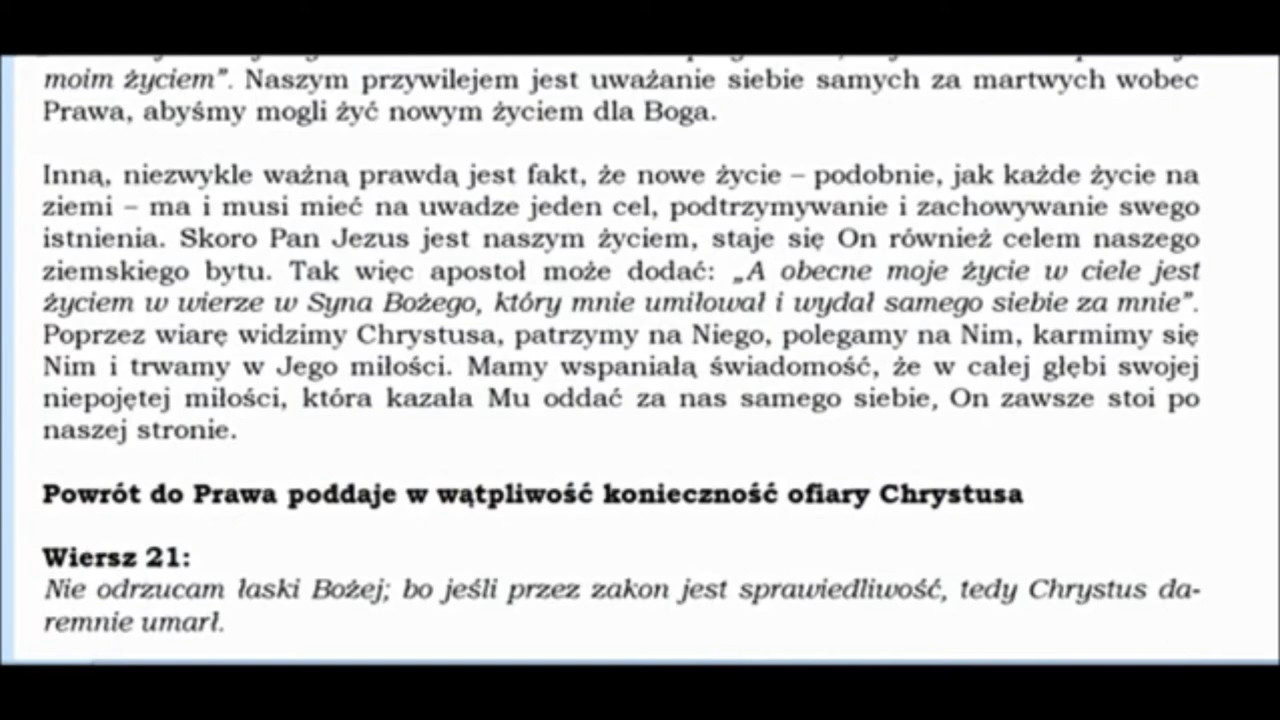 moim życiem”. Naszym przywilejem jest uważanie siebie samych za martwych wobec
Prawa, abyśmy mogli żyć nowym życiem dla Boga.
Inną, niezwykle ważną prawdą jest fakt, że nowe życie – podobnie, jak każde życie na
ziemi – ma i musi mieć na uwadze jeden cel, podtrzymywanie i zachowywanie swego
istnienia. Skoro Pan Jezus jest naszym życiem, staje się On również celem naszego
ziemskiego bytu. Tak więc apostoł może dodać: „A obecne moje życie w ciele jest
życiem w wierze w Syna Bożego, który mnie umiłował i wydał samego siebie za mnie”.
Poprzez wiarę widzimy Chrystusa, patrzymy na Niego, polegamy na Nim, karmimy się
Nim i trwamy w Jego miłości. Mamy wspaniałą świadomość, że w całej głębi swojej
niepojętej miłości, która kazała Mu oddać za nas samego siebie, On zawsze stoi po
naszej stronie.
Powrót do Prawa poddaje w wątpliwość konieczność ofiary Chrystusa
Wiersz 21:
Nie odrzucam łaski Bożej; bo jeśli przez zakon jest sprawiedliwość, tedy Chrystus da-
remnie umarł.